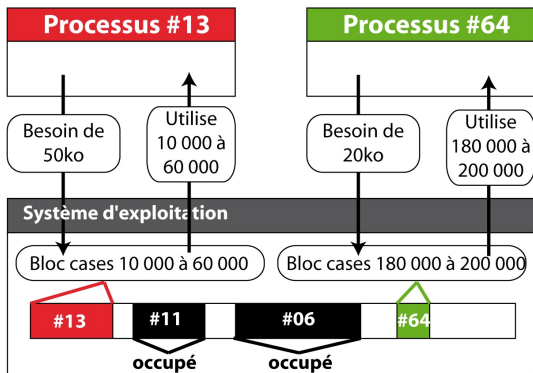 Processus #13
Processus #64
Besoin de
50ko
Utilise
10 000 à
60 000
Besoin de
20ko
Utilise
180 000 à
200 000
Système d'exploitation
Bloc cases 10 000 à 60 000
Bloc cases 180 000 à 200 000
#13
#11
#06
#64
occupé
occupé